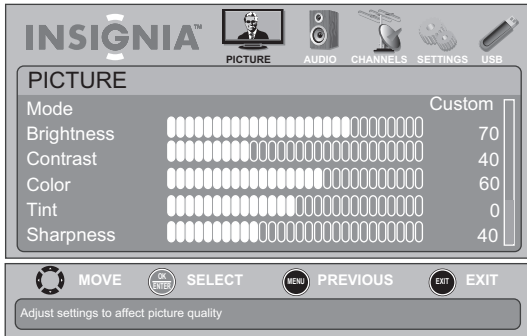 INSIGNIA™
PICTURE AUDIO CHANNELS SETTINGS USB
PICTURE
Mode Custom
Brightness 70
Contrast 40
Color 60
Tint 0
Sharpness 40
MOVE OK ENTER SELECT MENU PREVIOUS EXIT EXIT
Adjust settings to affect picture quality